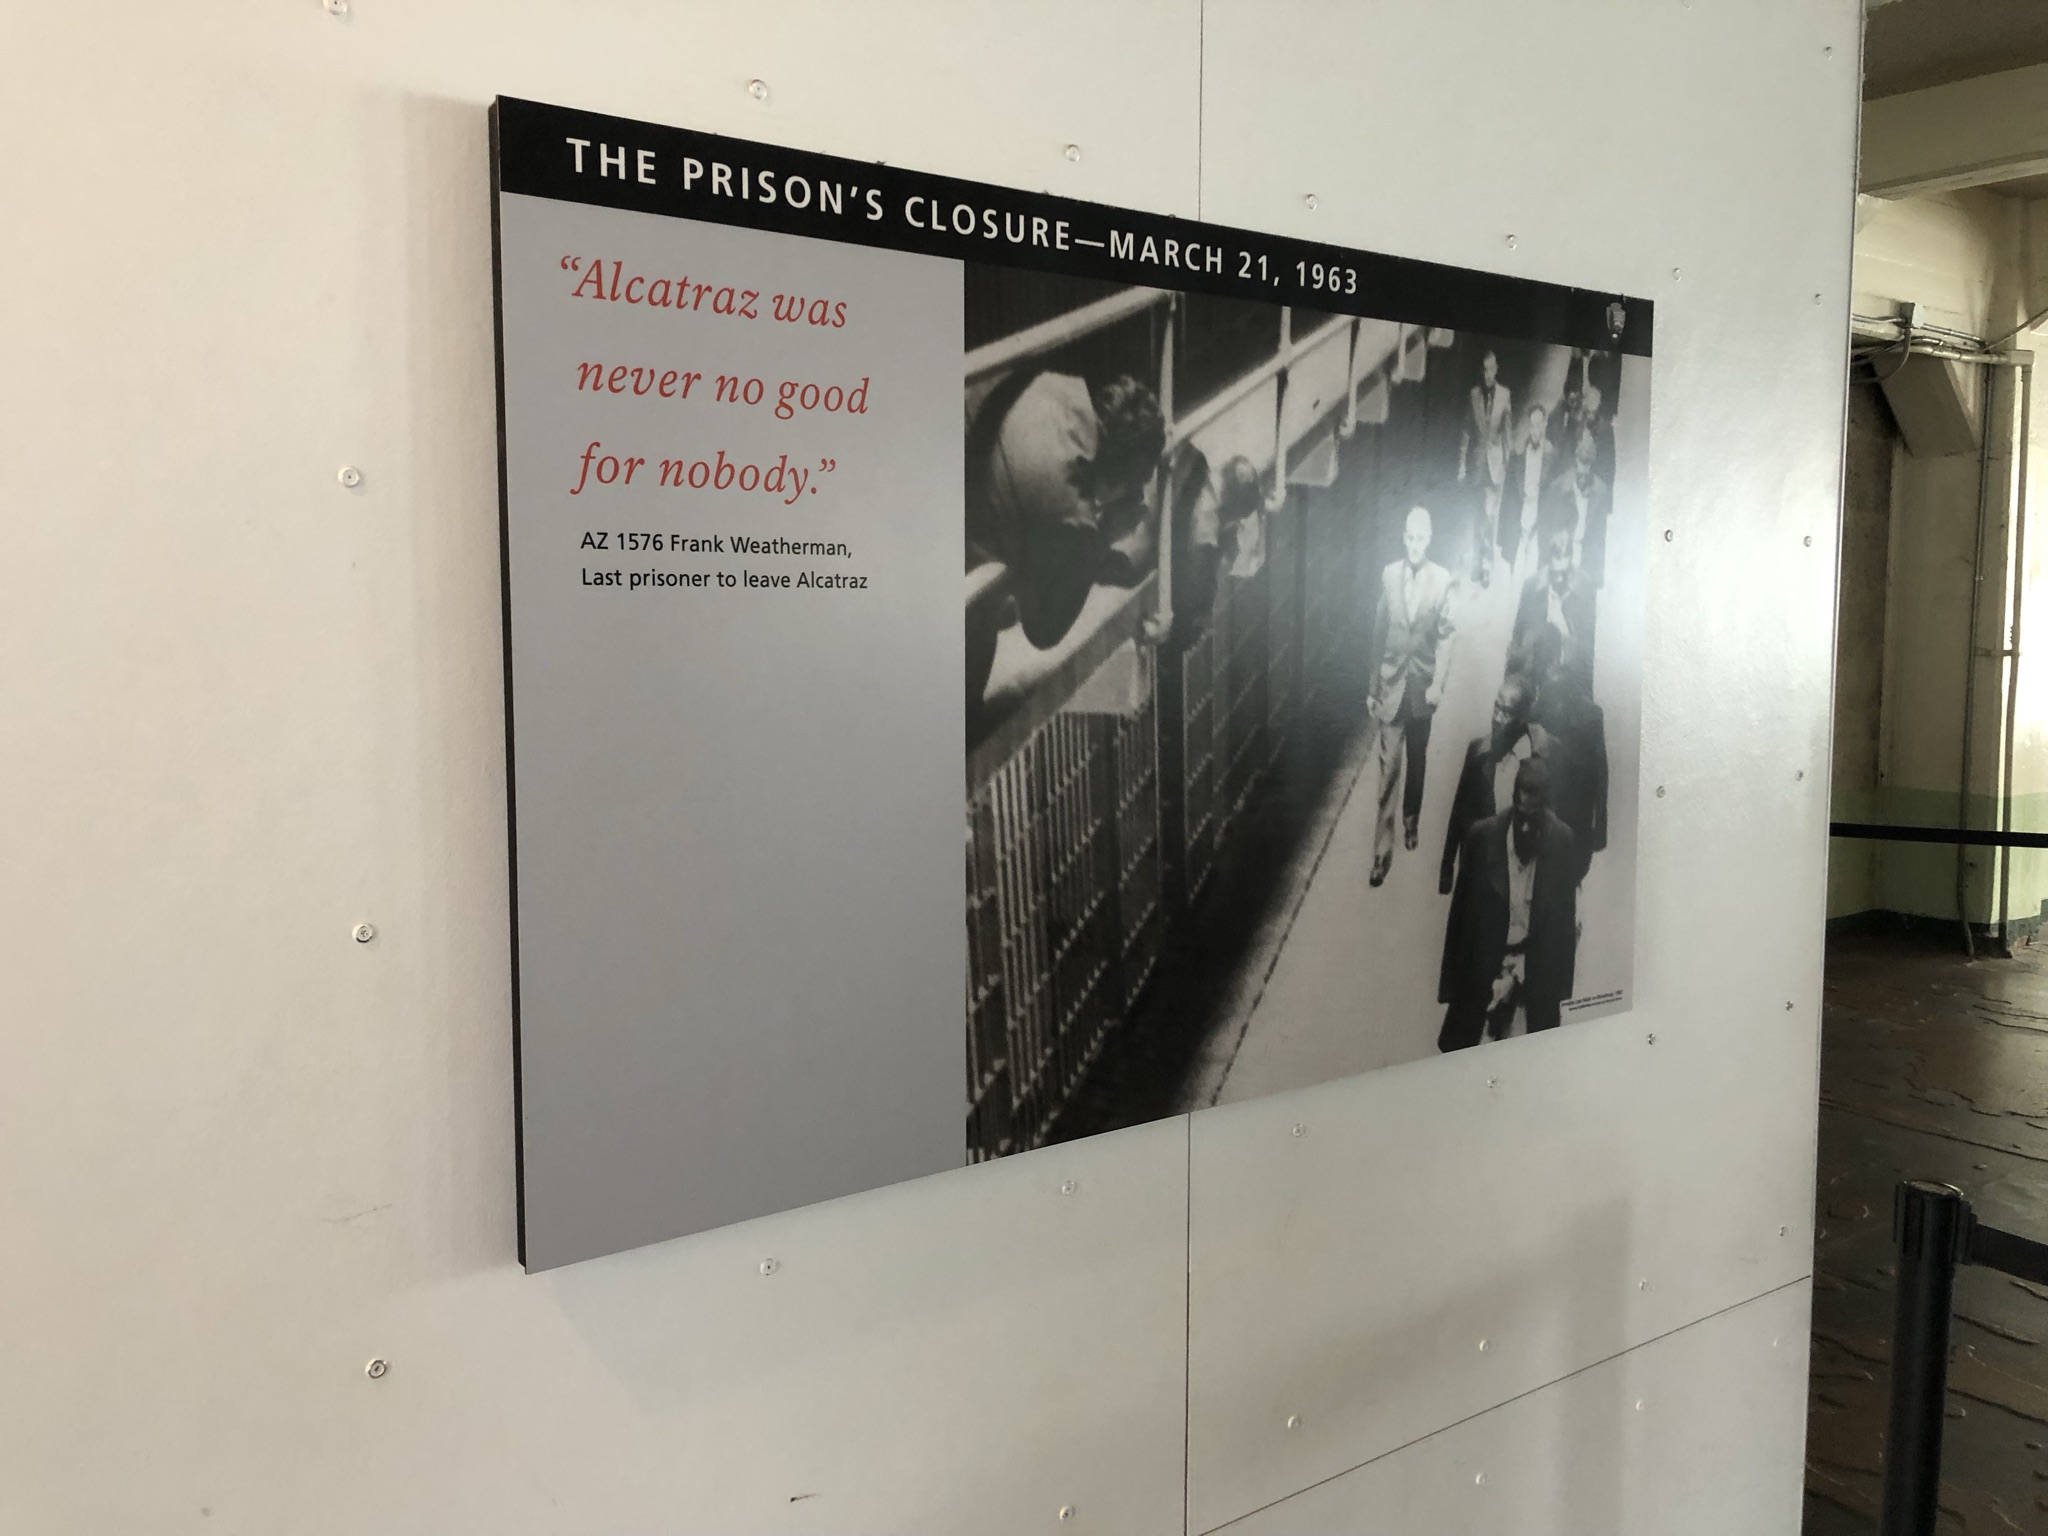 THE PRISON'S CLOSURE—MARCH 21, 1963
“Alcatraz was
never no good
for nobody.”
AZ 1576 Frank Weatherman,
Last prisoner to leave Alcatraz